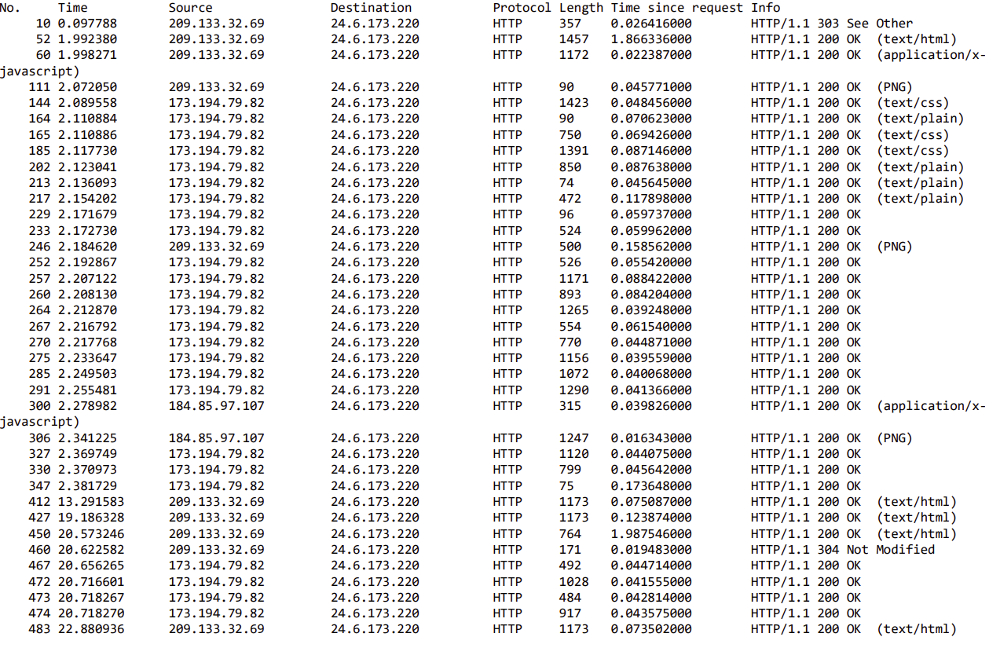 No. Time Source Destination Protocol Length Time since request Info
10 0.097788 209.133.32.69 24.6.173.220 HTTP 357 0.026416000 HTTP/1.1 303 See Other
52 1.992380 209.133.32.69 24.6.173.220 HTTP 1457 1.866336000 HTTP/1.1 200 OK (text/html)
60 1.998271 209.133.32.69 24.6.173.220 HTTP 1172 0.022387000 HTTP/1.1 200 OK (application/x-
javascript)
111 2.072050 209.133.32.69 24.6.173.220 HTTP 90 0.045771000 HTTP/1.1 200 OK (PNG)
144 2.089558 173.194.79.82 24.6.173.220 HTTP 1423 0.048456000 HTTP/1.1 200 OK (text/css)
164 2.110884 173.194.79.82 24.6.173.220 HTTP 90 0.070623000 HTTP/1.1 200 OK (text/plain)
165 2.110886 173.194.79.82 24.6.173.220 HTTP 750 0.069426000 HTTP/1.1 200 OK (text/css)
185 2.117730 173.194.79.82 24.6.173.220 HTTP 1391 0.087146000 HTTP/1.1 200 OK (text/css)
202 2.123041 173.194.79.82 24.6.173.220 HTTP 850 0.087638000 HTTP/1.1 200 OK (text/plain)
213 2.136093 173.194.79.82 24.6.173.220 HTTP 74 0.045645000 HTTP/1.1 200 OK (text/plain)
217 2.154202 173.194.79.82 24.6.173.220 HTTP 472 0.117898000 HTTP/1.1 200 OK (text/plain)
229 2.171679 173.194.79.82 24.6.173.220 HTTP 96 0.059737000 HTTP/1.1 200 OK
233 2.172730 173.194.79.82 24.6.173.220 HTTP 524 0.059962000 HTTP/1.1 200 OK
246 2.184620 209.133.32.69 24.6.173.220 HTTP 500 0.158562000 HTTP/1.1 200 OK (PNG)
252 2.192867 173.194.79.82 24.6.173.220 HTTP 526 0.055420000 HTTP/1.1 200 OK
257 2.207122 173.194.79.82 24.6.173.220 HTTP 1171 0.088422000 HTTP/1.1 200 OK
260 2.208130 173.194.79.82 24.6.173.220 HTTP 893 0.084204000 HTTP/1.1 200 OK
264 2.212870 173.194.79.82 24.6.173.220 HTTP 1265 0.039248000 HTTP/1.1 200 OK
267 2.216792 173.194.79.82 24.6.173.220 HTTP 554 0.061540000 HTTP/1.1 200 OK
270 2.217768 173.194.79.82 24.6.173.220 HTTP 770 0.044871000 HTTP/1.1 200 OK
275 2.233647 173.194.79.82 24.6.173.220 HTTP 1156 0.039559000 HTTP/1.1 200 OK
285 2.249503 173.194.79.82 24.6.173.220 HTTP 1072 0.040068000 HTTP/1.1 200 OK
291 2.255481 173.194.79.82 24.6.173.220 HTTP 1290 0.041366000 HTTP/1.1 200 OK
300 2.278982 184.85.97.107 24.6.173.220 HTTP 315 0.039826000 HTTP/1.1 200 OK (application/x-
javascript)
306 2.341225 184.85.97.107 24.6.173.220 HTTP 1247 0.016343000 HTTP/1.1 200 OK (PNG)
327 2.369749 173.194.79.82 24.6.173.220 HTTP 1120 0.044075000 HTTP/1.1 200 OK
330 2.370973 173.194.79.82 24.6.173.220 HTTP 799 0.045642000 HTTP/1.1 200 OK
347 2.381729 173.194.79.82 24.6.173.220 HTTP 75 0.173648000 HTTP/1.1 200 OK
412 13.291583 209.133.32.69 24.6.173.220 HTTP 1173 0.075087000 HTTP/1.1 200 OK (text/html)
427 19.186328 209.133.32.69 24.6.173.220 HTTP 1173 0.123874000 HTTP/1.1 200 OK (text/html)
450 20.573246 209.133.32.69 24.6.173.220 HTTP 764 1.987546000 HTTP/1.1 200 OK (text/html)
460 20.622582 209.133.32.69 24.6.173.220 HTTP 171 0.019483000 HTTP/1.1 304 Not Modified
467 20.656265 173.194.79.82 24.6.173.220 HTTP 492 0.044714000 HTTP/1.1 200 OK
472 20.716601 173.194.79.82 24.6.173.220 HTTP 1028 0.041555000 HTTP/1.1 200 OK
473 20.718267 173.194.79.82 24.6.173.220 HTTP 484 0.042814000 HTTP/1.1 200 OK
474 20.718270 173.194.79.82 24.6.173.220 HTTP 917 0.043575000 HTTP/1.1 200 OK
483 22.880936 209.133.32.69 24.6.173.220 HTTP 1173 0.073502000 HTTP/1.1 200 OK (text/html)